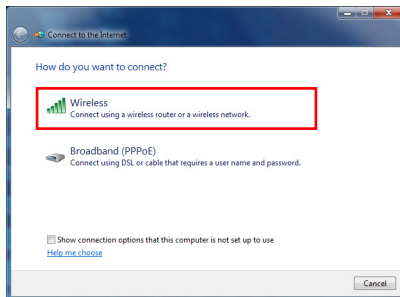 Connect to the Internet
How do you want to connect?
Wireless
Connect using a wireless router or a wireless network.
Broadband (PPPoE)
Connect using DSL or cable that requires a user name and password.
Show connection options that this computer is not set up to use
Help me choose
Cancel